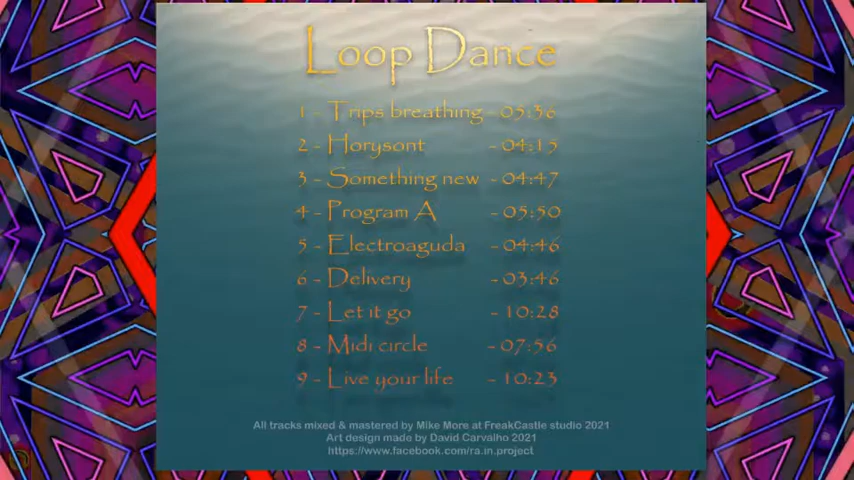 Loop Dance
1 - Trips breathing - 03:36
2 - Horysont - 04:15
3 - Something new - 04:47
4 - Program A - 05:50
5 - Electroaguda - 04:46
6 - Delivery - 03:46
7 - Let it go - 10:28
8 - Midi circle - 07:56
9 - Live your life - 10:23
All tracks mixed & mastered by Mike More at FreakCastle studio 2021
Art design made by David Carvalho 2021
https://www.facebook.com/ra.in.project